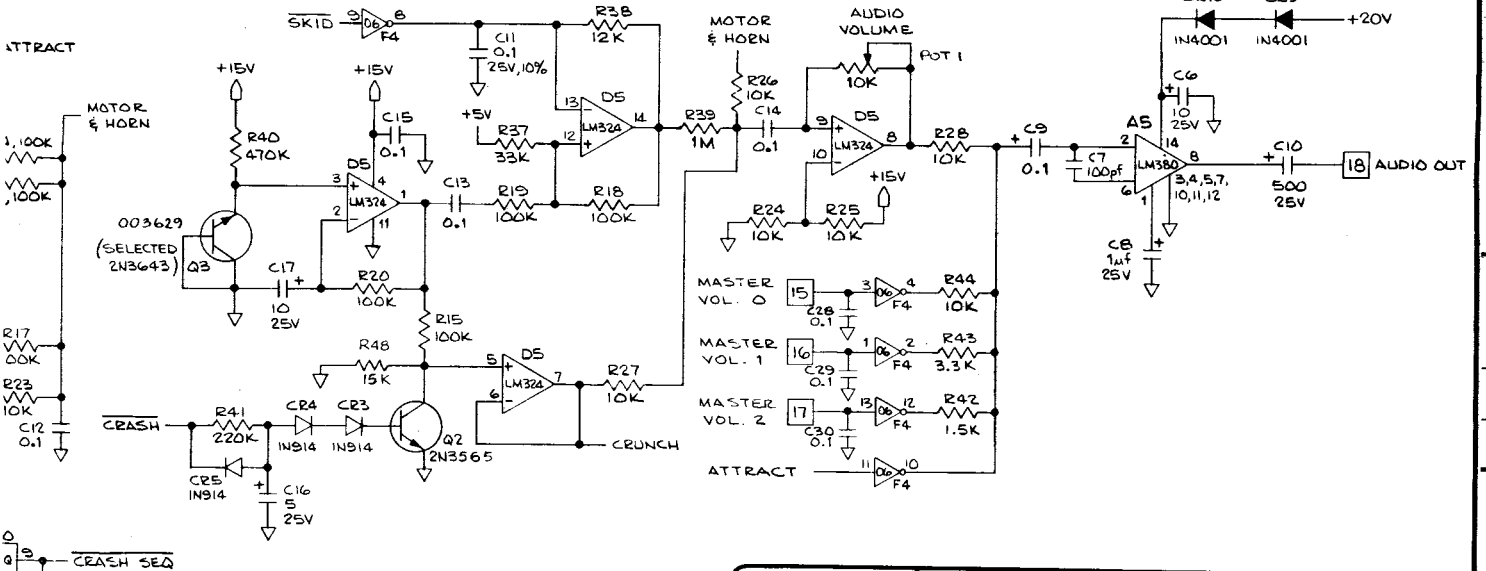 SKID
9
06
8
F4
C11
0.1
25V,10%
R38
12K
MOTOR
& HORN
AUDIO
VOLUME
POT 1
10K
1N4001
1N4001
+20V
ATTRACT
+15V
+15V
MOTOR
& HORN
R40
470K
C15
0.1
D5
LM324
3
+
2
-
4
1
11
+5V
R37
33K
13
-
12
+
D5
LM324
14
R39
1M
R26
10K
C14
0.1
9
+
10
-
D5
LM324
8
R28
10K
C9
+
0.1
C7
100pf
2
6
1
A5
LM380
14
8
3,4,5,7,
10,11,12
+
C6
10
25V
+
C10
500
25V
18
AUDIO OUT
100K
100K
003629
(SELECTED
2N3643)
Q3
C17
+
10
25V
R20
100K
C13
0.1
R19
100K
R18
100K
+15V
R24
10K
R25
10K
C8
+
1µf
25V
R15
100K
R48
15K
5
+
6
-
D5
LM324
7
R27
10K
CRUNCH
R17
00K
R23
10K
C12
0.1
CRASH
R41
220K
CR4
1N914
CR3
1N914
Q2
2N3565
CR5
1N914
+
C16
5
25V
MASTER
VOL. 0
15
C28
0.1
3
06
4
R44
10K
MASTER
VOL. 1
16
C29
0.1
1
06
2
F4
R43
3.3K
MASTER
VOL. 2
17
C30
0.1
13
06
12
F4
R42
1.5K
ATTRACT
11
06
10
F4
Q
9
CRASH SEQ